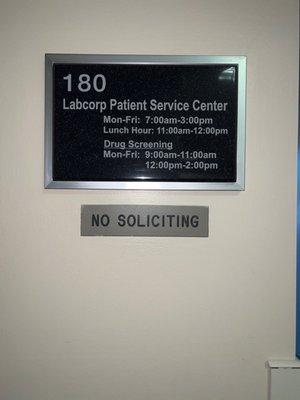 180
Labcorp Patient Service Center
Mon-Fri: 7:00am-3:00pm
Lunch Hour: 11:00am-12:00pm
Drug Screening
Mon-Fri: 9:00am-11:00am
12:00pm-2:00pm
NO SOLICITING